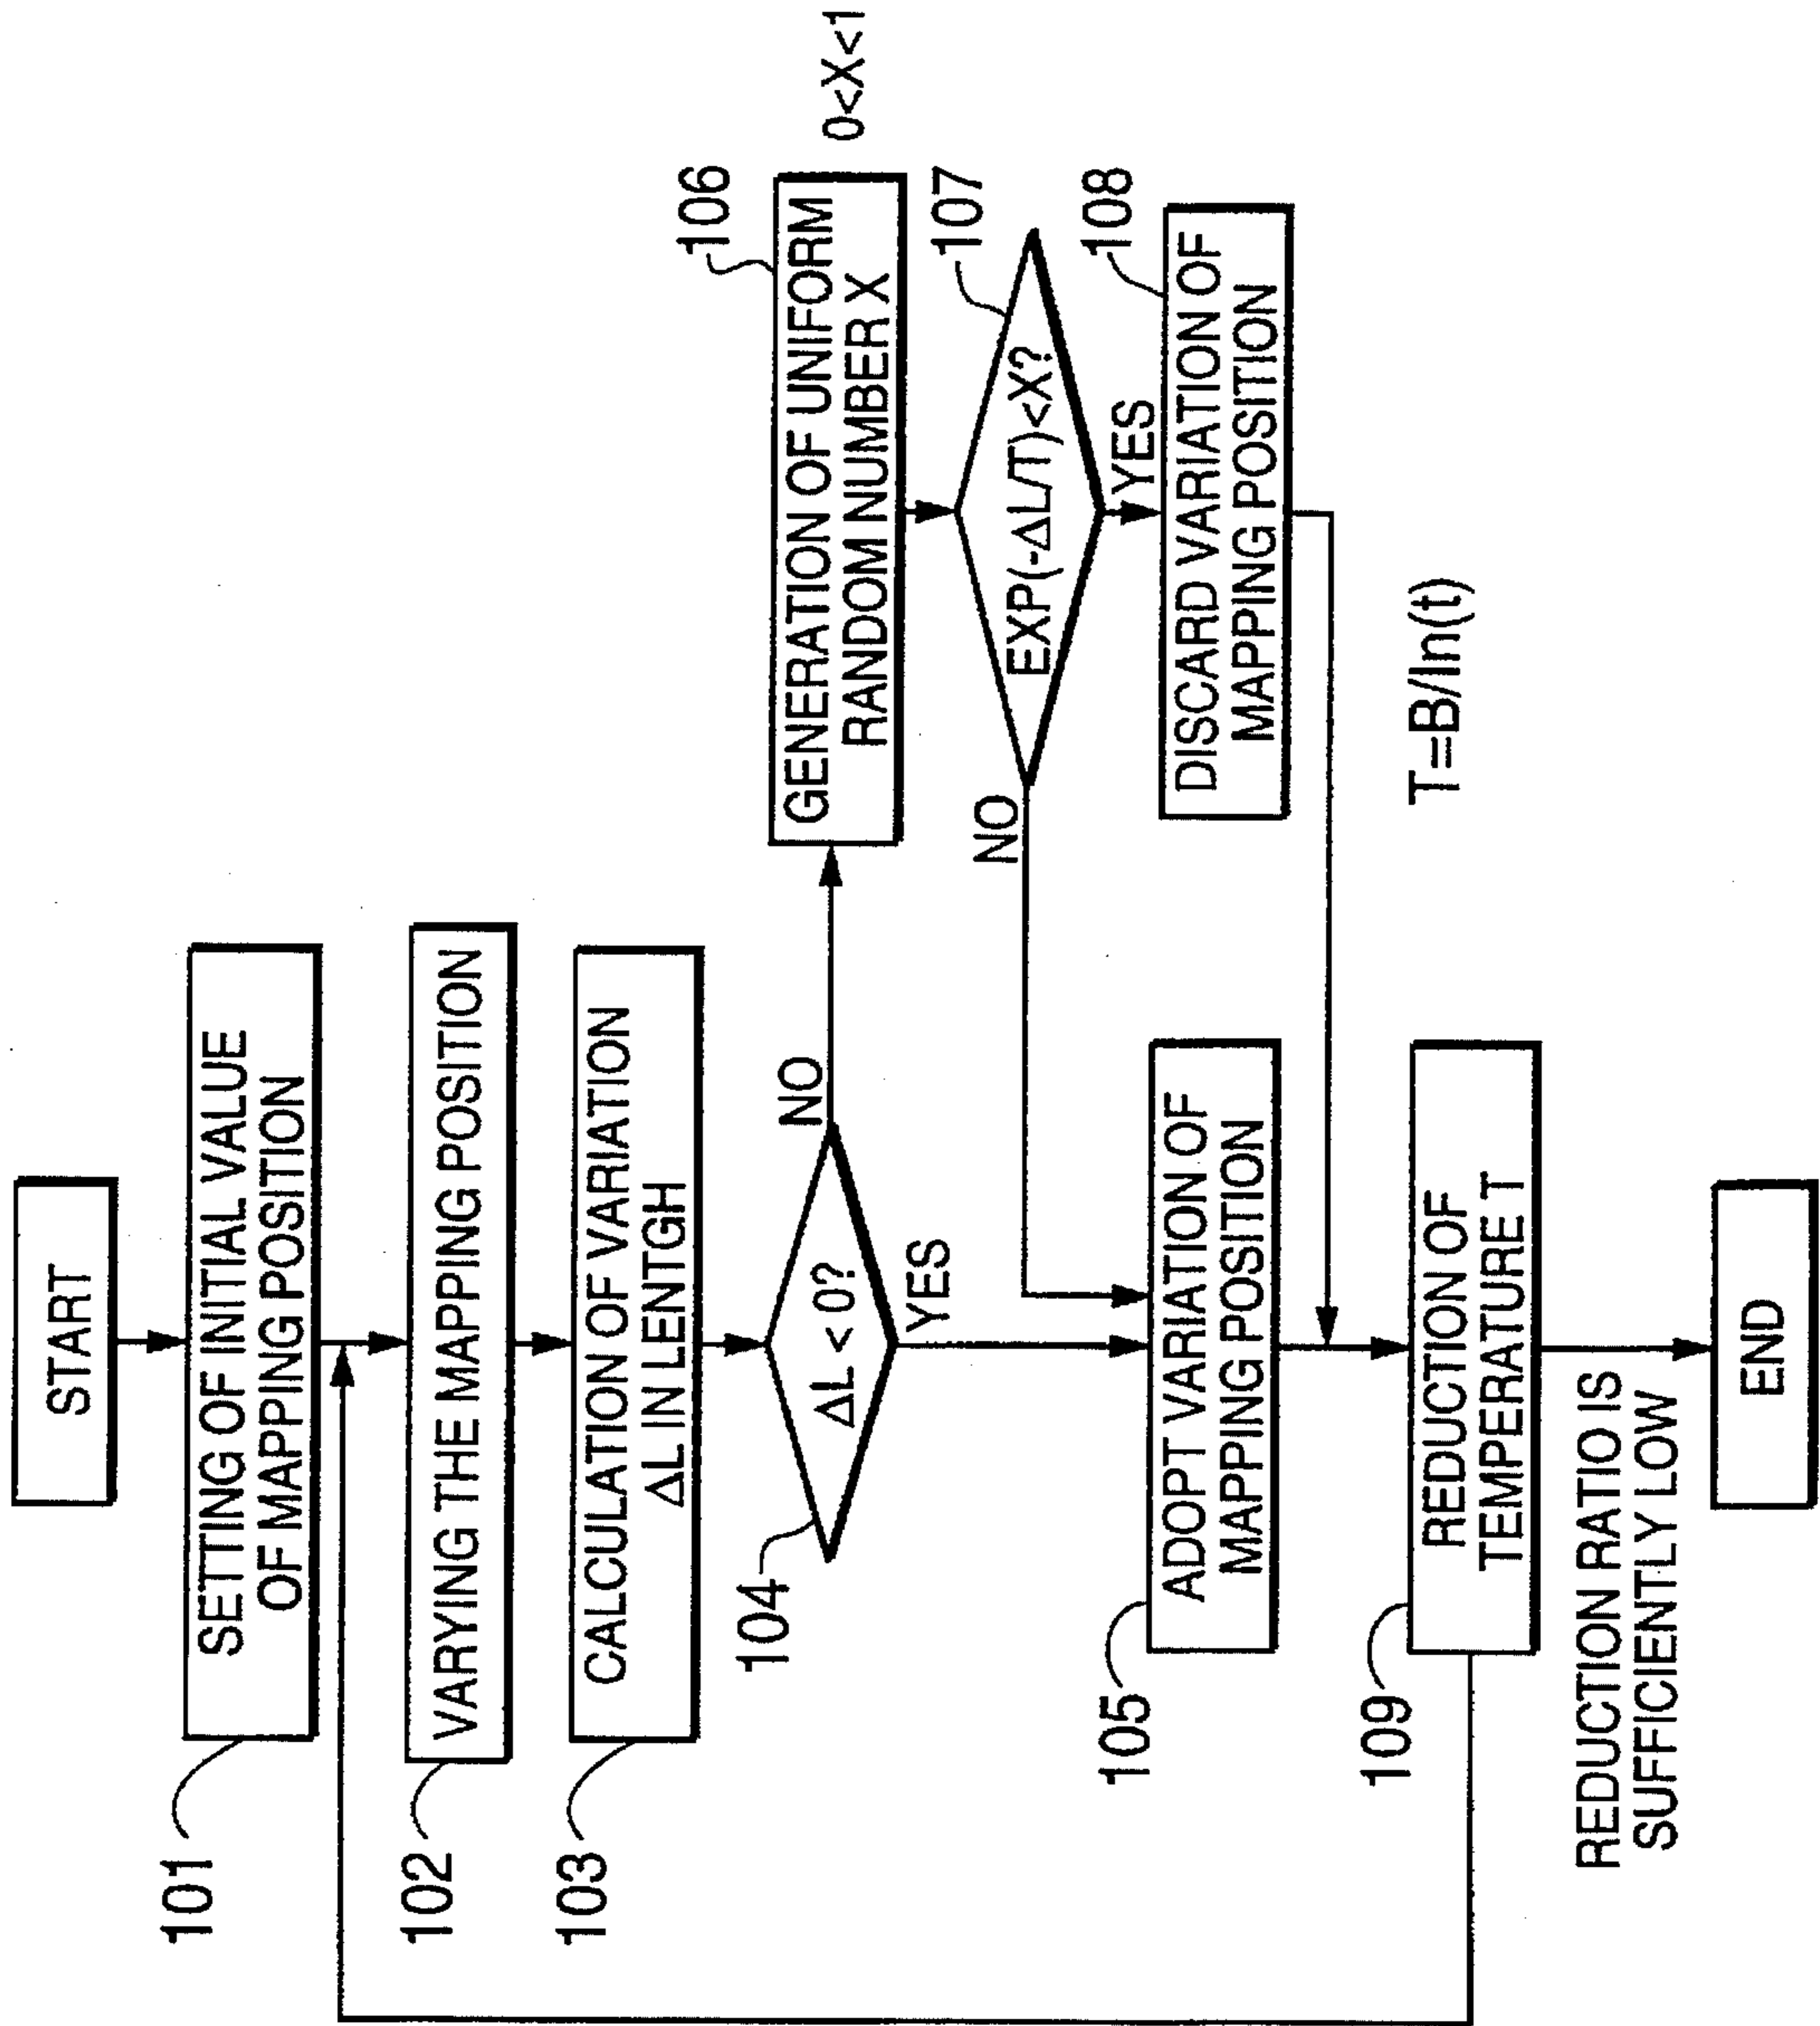 START
101
SETTING OF INITIAL VALUE
OF MAPPING POSITION
102
VARYING THE MAPPING POSITION
103
CALCULATION OF VARIATION
ΔL IN LENTGH
104
ΔL < 0?
NO
YES
106
GENERATION OF UNIFORM
RANDOM NUMBER X
0<X<1
107
EXP(-ΔL/T)<X?
NO
YES
108
DISCARD VARIATION OF
MAPPING POSITION
105
ADOPT VARIATION OF
MAPPING POSITION
109
REDUCTION OF
TEMPERATURE T
T=B/ln(t)
REDUCTION RATIO IS
SUFFICIENTLY LOW
END